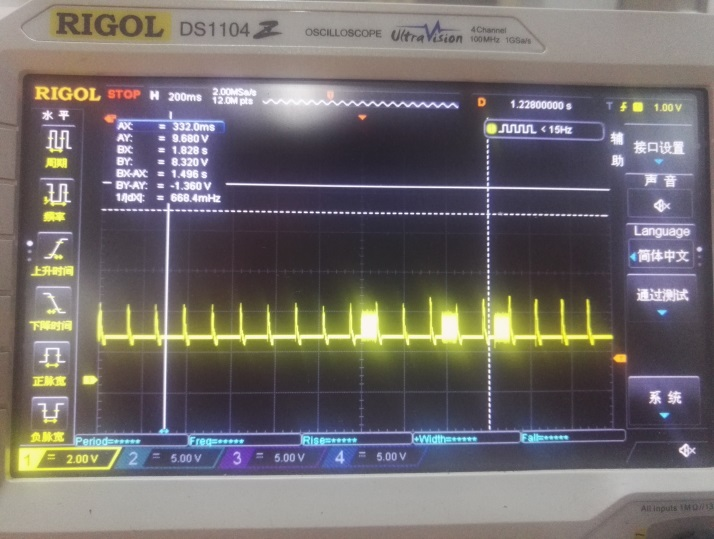 RIGOL DS1104 Z OSCILLOSCOPE UltraVision 4 Channel
100MHz 1GSa/s
RIGOL STOP H 200ms 2.00MSa/s
12.0M pts
D 1.22800000 s T 1.00 V
水平
周期
频率
上升时间
下降时间
正脉宽
负脉宽
AX: = 332.0ms
AY: = 9.680 V
BX: = 1.828 s
BY: = 8.320 V
BX-AX: = 1.496 s
BY-AY: = -1.360 V
1/|dX|: = 668.4mHz
1 < 15Hz
辅助
接口设置
声音
Language
简体中文
通过测试
系统
Period=***** Freq=***** Rise=***** +Width=***** Fall=*****
1 = 2.00 V 2 = 5.00 V 3 = 5.00 V 4 = 5.00 V